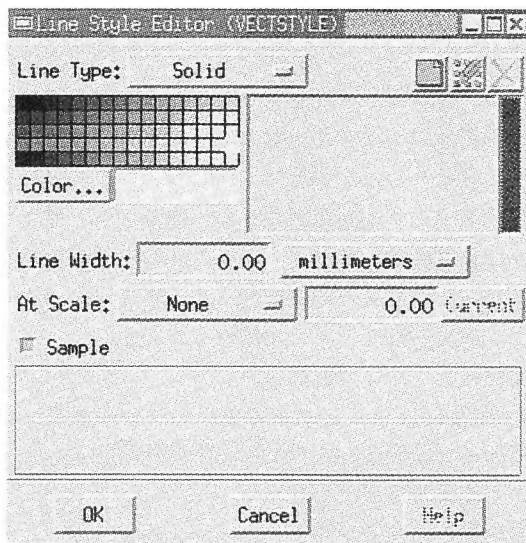 Line Style Editor (VECTSTYLE)
Line Type: Solid
Color...
Line Width: 0.00 millimeters
At Scale: None 0.00 Current
Sample
OK Cancel Help